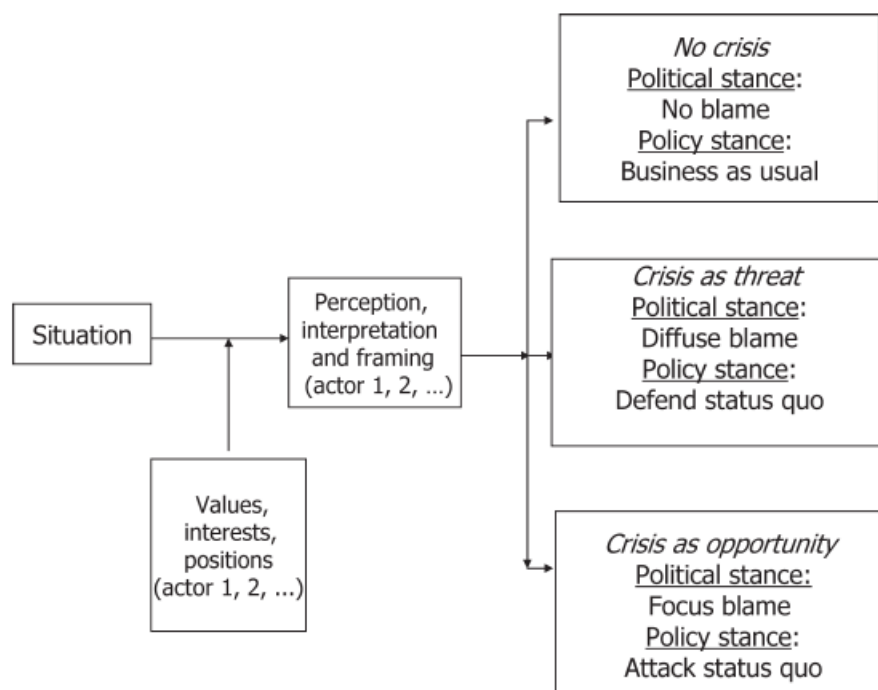 Situation
Values,
interests,
positions
(actor 1, 2, ...)
Perception,
interpretation
and framing
(actor 1, 2, ...)
No crisis
Political stance:
No blame
Policy stance:
Business as usual
Crisis as threat
Political stance:
Diffuse blame
Policy stance:
Defend status quo
Crisis as opportunity
Political stance:
Focus blame
Policy stance:
Attack status quo